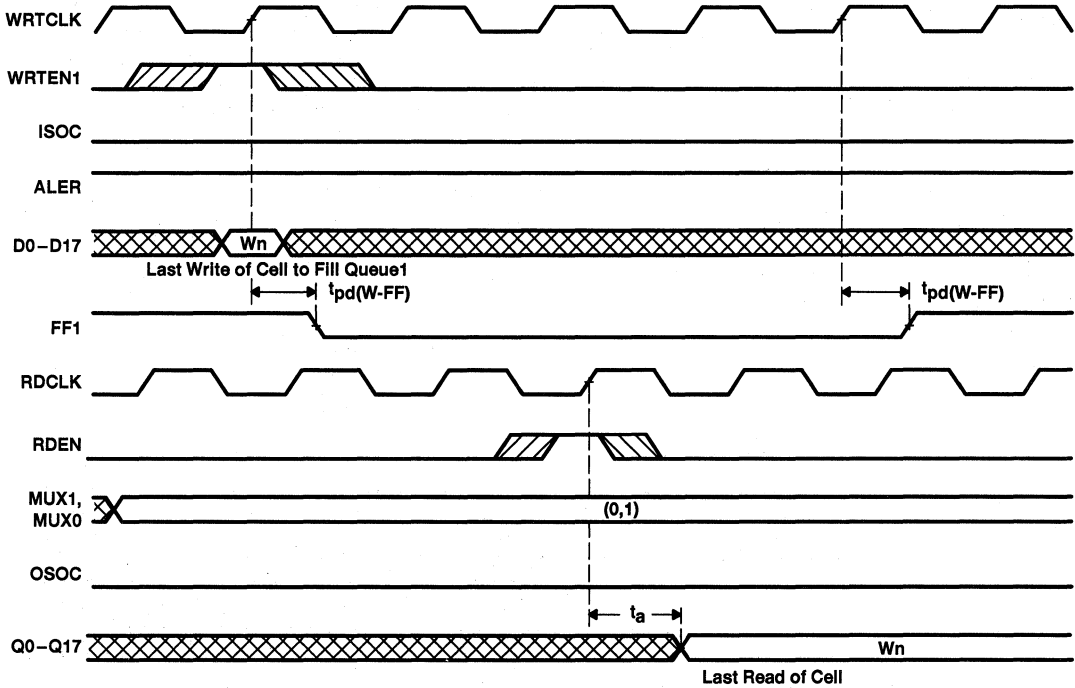 WRTCLK
WRTEN1
ISOC
ALER
D0–D17
Wn
Last Write of Cell to Fill Queue1
tpd(W-FF)
tpd(W-FF)
FF1
RDCLK
RDEN
MUX1,
MUX0
(0,1)
OSOC
ta
Q0–Q17
Wn
Last Read of Cell